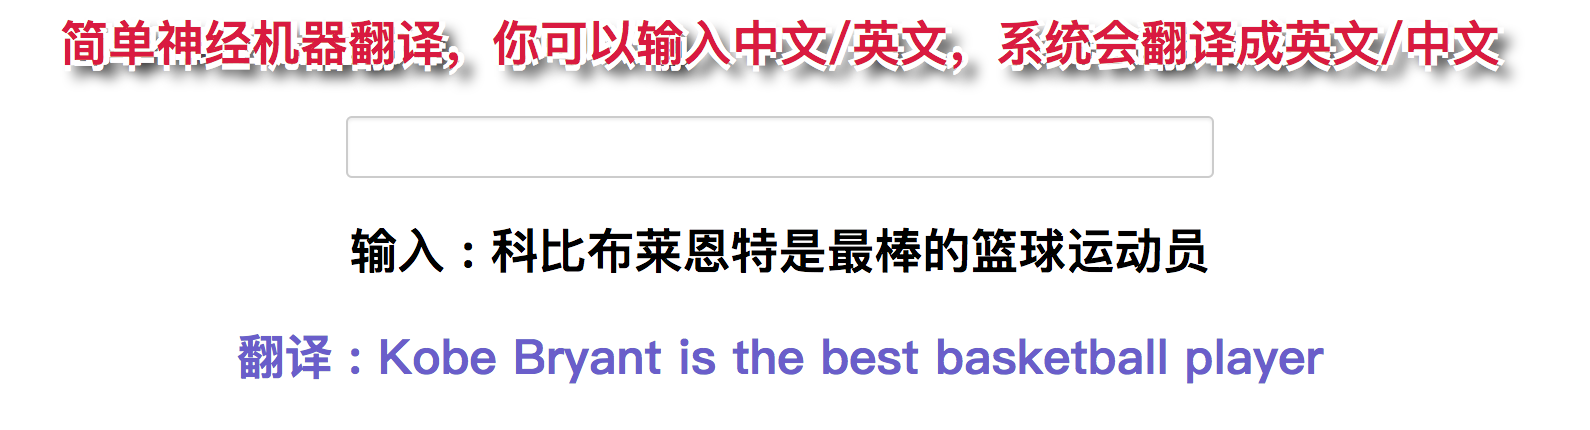 简单神经机器翻译，你可以输入中文/英文，系统会翻译成英文/中文
输入：科比布莱恩特是最棒的篮球运动员
翻译：Kobe Bryant is the best basketball player